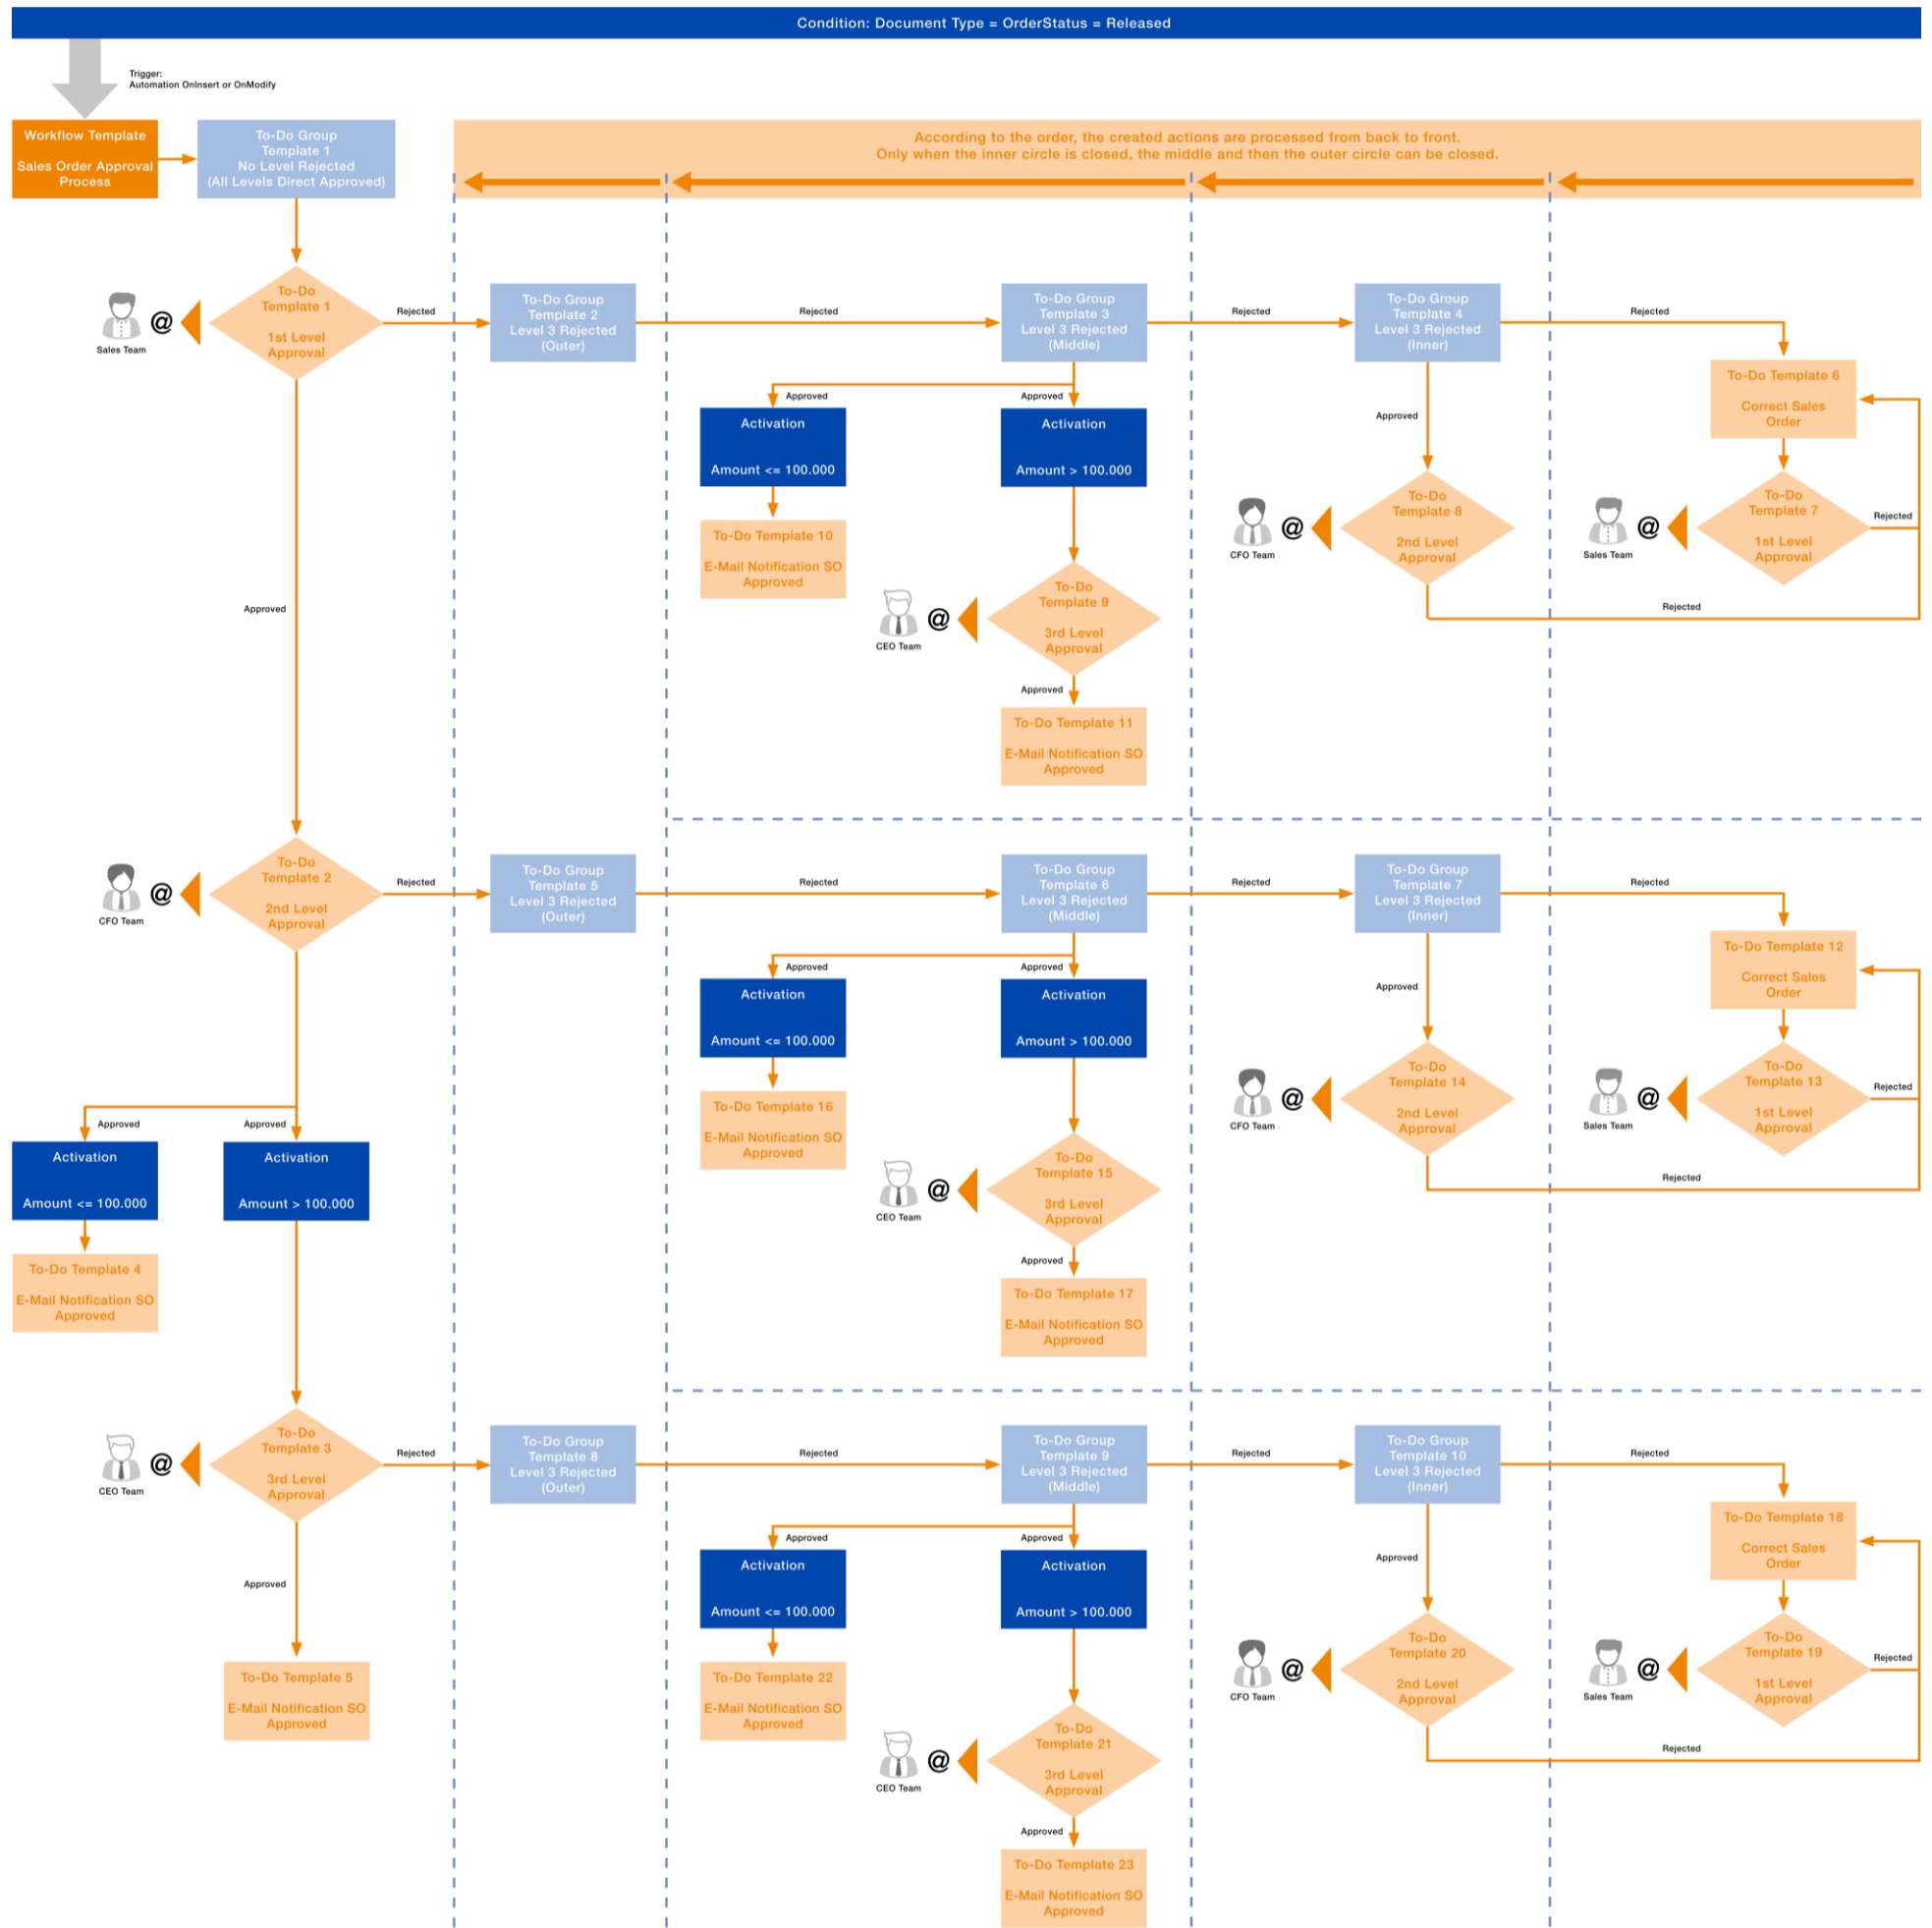 Condition: Document Type = OrderStatus = Released
Trigger:
Automation OnInsert or OnModify
Workflow Template
Sales Order Approval
Process
To-Do Group
Template 1
No Level Rejected
(All Levels Direct Approved)
According to the order, the created actions are processed from back to front.
Only when the inner circle is closed, the middle and then the outer circle can be closed.
Sales Team
@
To-Do
Template 1
1st Level
Approval
Rejected
To-Do Group
Template 2
Level 3 Rejected
(Outer)
Rejected
To-Do Group
Template 3
Level 3 Rejected
(Middle)
Rejected
To-Do Group
Template 4
Level 3 Rejected
(Inner)
Rejected
To-Do Template 6
Correct Sales
Order
Approved
Approved
Approved
Activation
Amount <= 100.000
Activation
Amount > 100.000
To-Do Template 10
E-Mail Notification SO
Approved
CFO Team
@
To-Do
Template 8
2nd Level
Approval
Sales Team
@
To-Do
Template 7
1st Level
Approval
Rejected
Rejected
Approved
CEO Team
@
To-Do
Template 9
3rd Level
Approval
Approved
To-Do Template 11
E-Mail Notification SO
Approved
CFO Team
@
To-Do
Template 2
2nd Level
Approval
Rejected
To-Do Group
Template 5
Level 3 Rejected
(Outer)
Rejected
To-Do Group
Template 6
Level 3 Rejected
(Middle)
Rejected
To-Do Group
Template 7
Level 3 Rejected
(Inner)
Rejected
To-Do Template 12
Correct Sales
Order
Approved
Approved
Approved
Activation
Amount <= 100.000
Activation
Amount > 100.000
To-Do Template 16
E-Mail Notification SO
Approved
CFO Team
@
To-Do
Template 14
2nd Level
Approval
Sales Team
@
To-Do
Template 13
1st Level
Approval
Rejected
Rejected
Approved
Approved
Activation
Amount <= 100.000
Activation
Amount > 100.000
CEO Team
@
To-Do
Template 15
3rd Level
Approval
Approved
To-Do Template 17
E-Mail Notification SO
Approved
To-Do Template 4
E-Mail Notification SO
Approved
CEO Team
@
To-Do
Template 3
3rd Level
Approval
Rejected
To-Do Group
Template 8
Level 3 Rejected
(Outer)
Rejected
To-Do Group
Template 9
Level 3 Rejected
(Middle)
Rejected
To-Do Group
Template 10
Level 3 Rejected
(Inner)
Rejected
To-Do Template 18
Correct Sales
Order
Approved
Approved
Approved
Approved
Activation
Amount <= 100.000
Activation
Amount > 100.000
To-Do Template 5
E-Mail Notification SO
Approved
To-Do Template 22
E-Mail Notification SO
Approved
CFO Team
@
To-Do
Template 20
2nd Level
Approval
Sales Team
@
To-Do
Template 19
1st Level
Approval
Rejected
Rejected
CEO Team
@
To-Do
Template 21
3rd Level
Approval
Approved
To-Do Template 23
E-Mail Notification SO
Approved